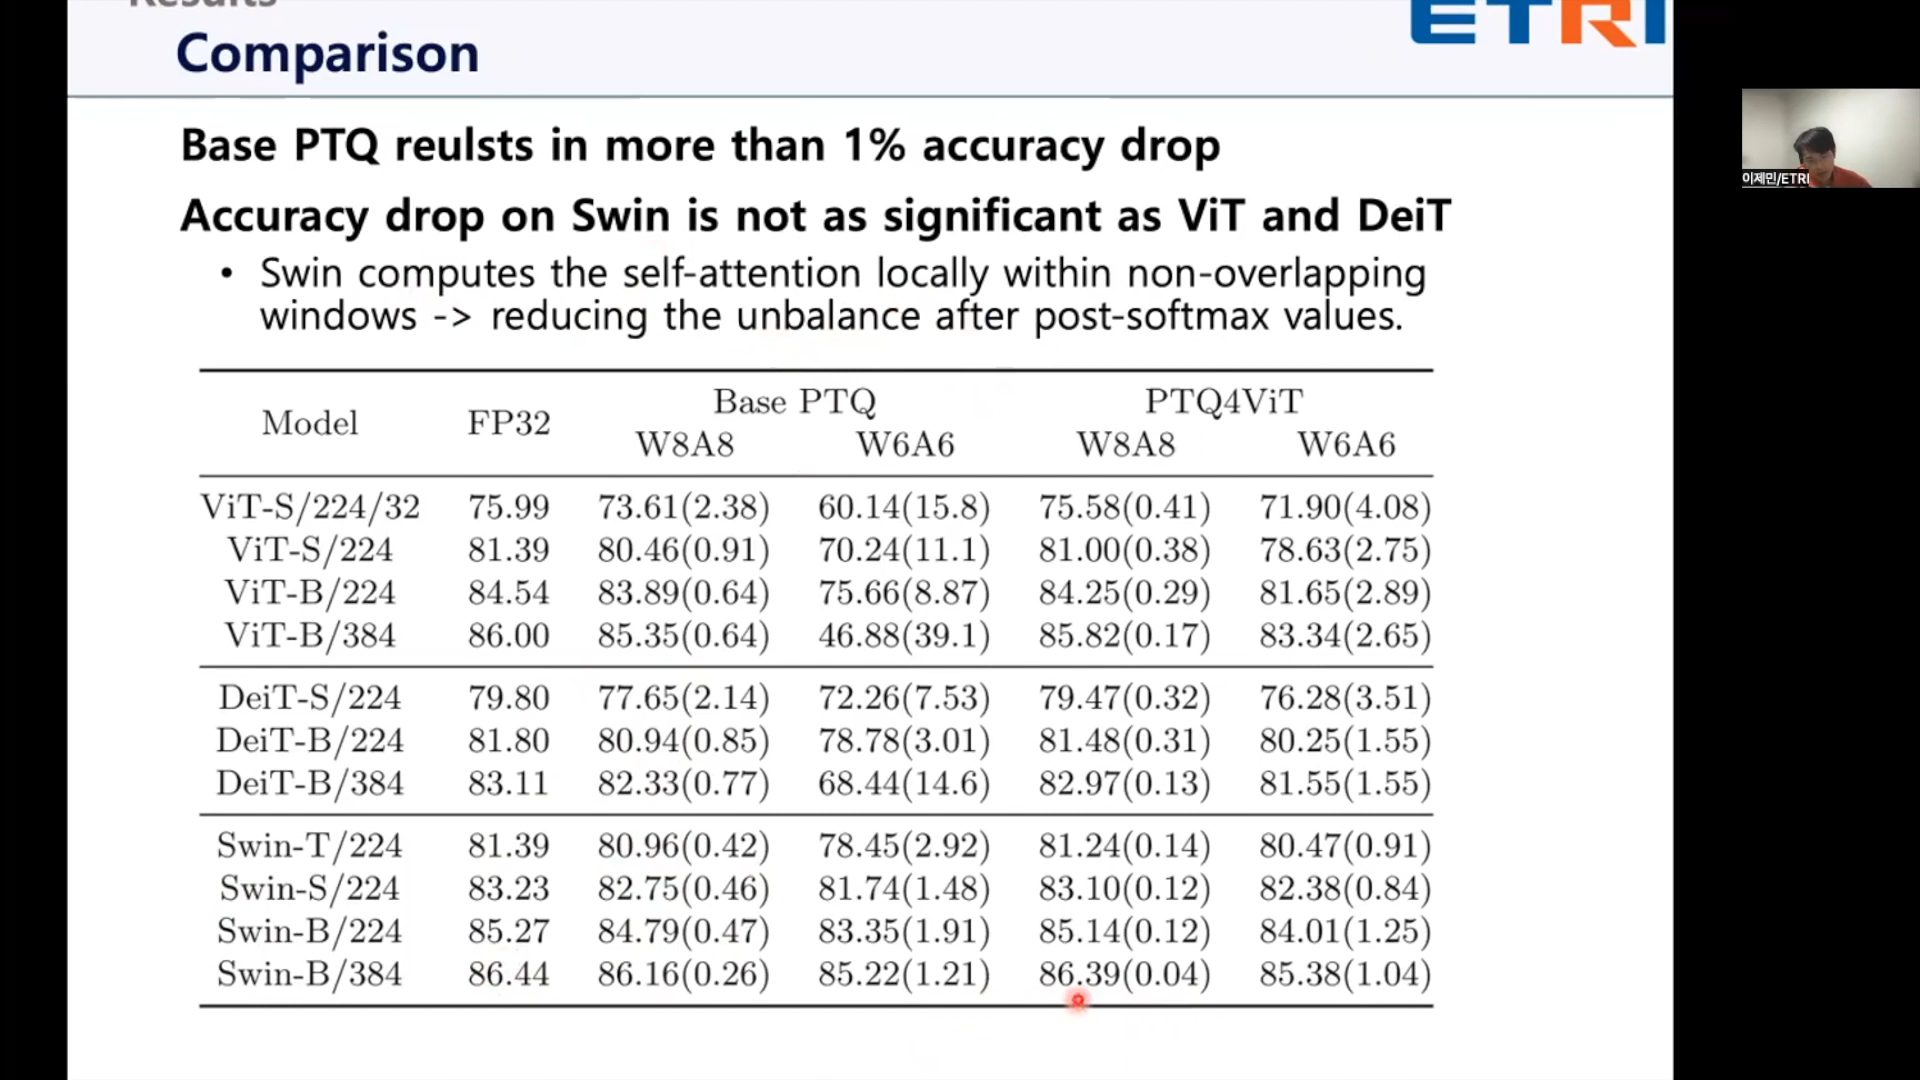 Results
ETRI
Comparison
Base PTQ reulsts in more than 1% accuracy drop
이제민/ETRI
Accuracy drop on Swin is not as significant as ViT and DeiT
• Swin computes the self-attention locally within non-overlapping
windows -> reducing the unbalance after post-softmax values.
Model FP32 Base PTQ PTQ4ViT
W8A8 W6A6 W8A8 W6A6
ViT-S/224/32 75.99 73.61(2.38) 60.14(15.8) 75.58(0.41) 71.90(4.08)
ViT-S/224 81.39 80.46(0.91) 70.24(11.1) 81.00(0.38) 78.63(2.75)
ViT-B/224 84.54 83.89(0.64) 75.66(8.87) 84.25(0.29) 81.65(2.89)
ViT-B/384 86.00 85.35(0.64) 46.88(39.1) 85.82(0.17) 83.34(2.65)
DeiT-S/224 79.80 77.65(2.14) 72.26(7.53) 79.47(0.32) 76.28(3.51)
DeiT-B/224 81.80 80.94(0.85) 78.78(3.01) 81.48(0.31) 80.25(1.55)
DeiT-B/384 83.11 82.33(0.77) 68.44(14.6) 82.97(0.13) 81.55(1.55)
Swin-T/224 81.39 80.96(0.42) 78.45(2.92) 81.24(0.14) 80.47(0.91)
Swin-S/224 83.23 82.75(0.46) 81.74(1.48) 83.10(0.12) 82.38(0.84)
Swin-B/224 85.27 84.79(0.47) 83.35(1.91) 85.14(0.12) 84.01(1.25)
Swin-B/384 86.44 86.16(0.26) 85.22(1.21) 86.39(0.04) 85.38(1.04)